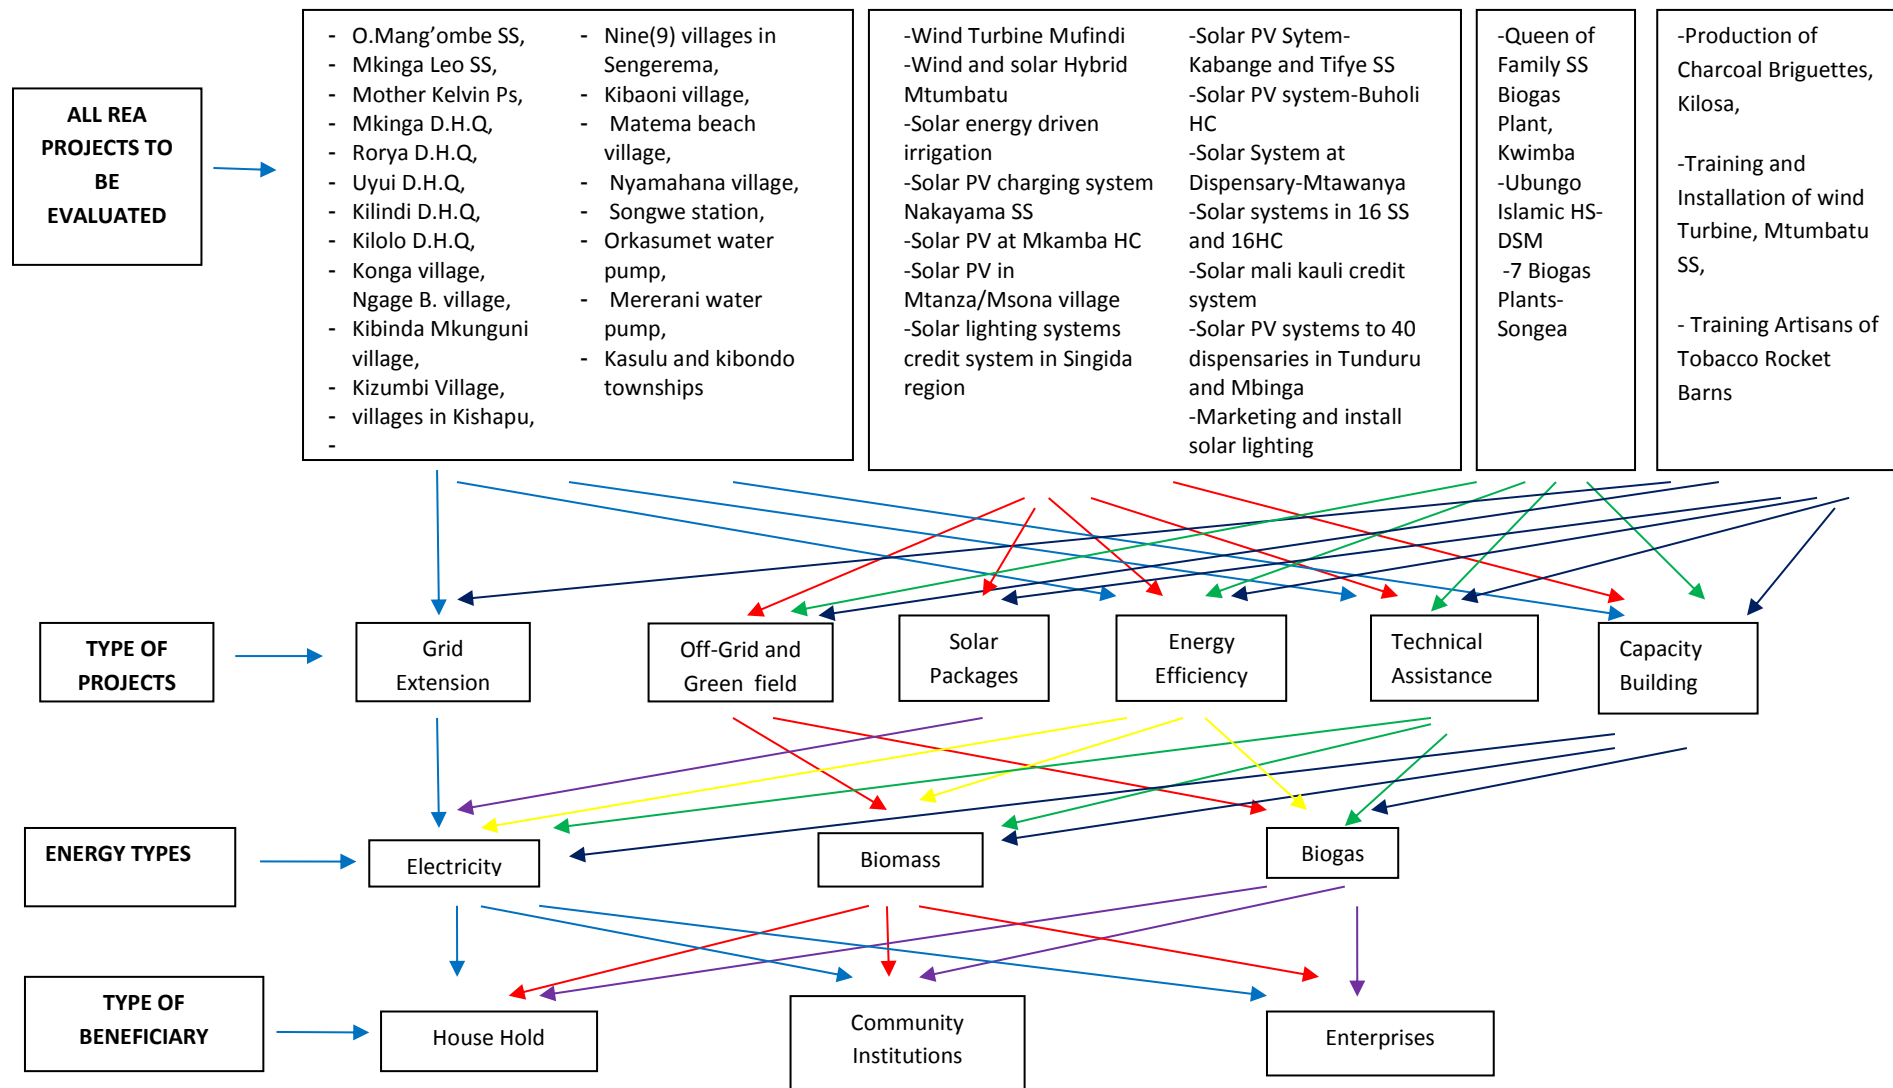 ALL REA
PROJECTS TO
BE
EVALUATED
- O.Mang’ombe SS,
- Mkinga Leo SS,
- Mother Kelvin Ps,
- Mkinga D.H.Q,
- Rorya D.H.Q,
- Uyui D.H.Q,
- Kilindi D.H.Q,
- Kilolo D.H.Q,
- Konga village,
Ngage B. village,
- Kibinda Mkunguni
village,
- Kizumbi Village,
- villages in Kishapu,
-
- Nine(9) villages in
Sengerema,
- Kibaoni village,
- Matema beach
village,
- Nyamahana village,
- Songwe station,
- Orkasumet water
pump,
- Mererani water
pump,
- Kasulu and kibondo
townships
-Wind Turbine Mufindi
-Wind and solar Hybrid
Mtumbatu
-Solar energy driven
irrigation
-Solar PV charging system
Nakayama SS
-Solar PV at Mkamba HC
-Solar PV in
Mtanza/Msona village
-Solar lighting systems
credit system in Singida
region
-Solar PV Sytem-
Kabange and Tifye SS
-Solar PV system-Buholi
HC
-Solar System at
Dispensary-Mtawanya
-Solar systems in 16 SS
and 16HC
-Solar mali kauli credit
system
-Solar PV systems to 40
dispensaries in Tunduru
and Mbinga
-Marketing and install
solar lighting
-Queen of
Family SS
Biogas
Plant,
Kwimba
-Ubungo
Islamic HS-
DSM
-7 Biogas
Plants-
Songea
-Production of
Charcoal Briguettes,
Kilosa,
-Training and
Installation of wind
Turbine, Mtumbatu
SS,
- Training Artisans of
Tobacco Rocket
Barns
TYPE OF
PROJECTS
Grid
Extension
Off-Grid and
Green field
Solar
Packages
Energy
Efficiency
Technical
Assistance
Capacity
Building
ENERGY TYPES
Electricity
Biomass
Biogas
TYPE OF
BENEFICIARY
House Hold
Community
Institutions
Enterprises